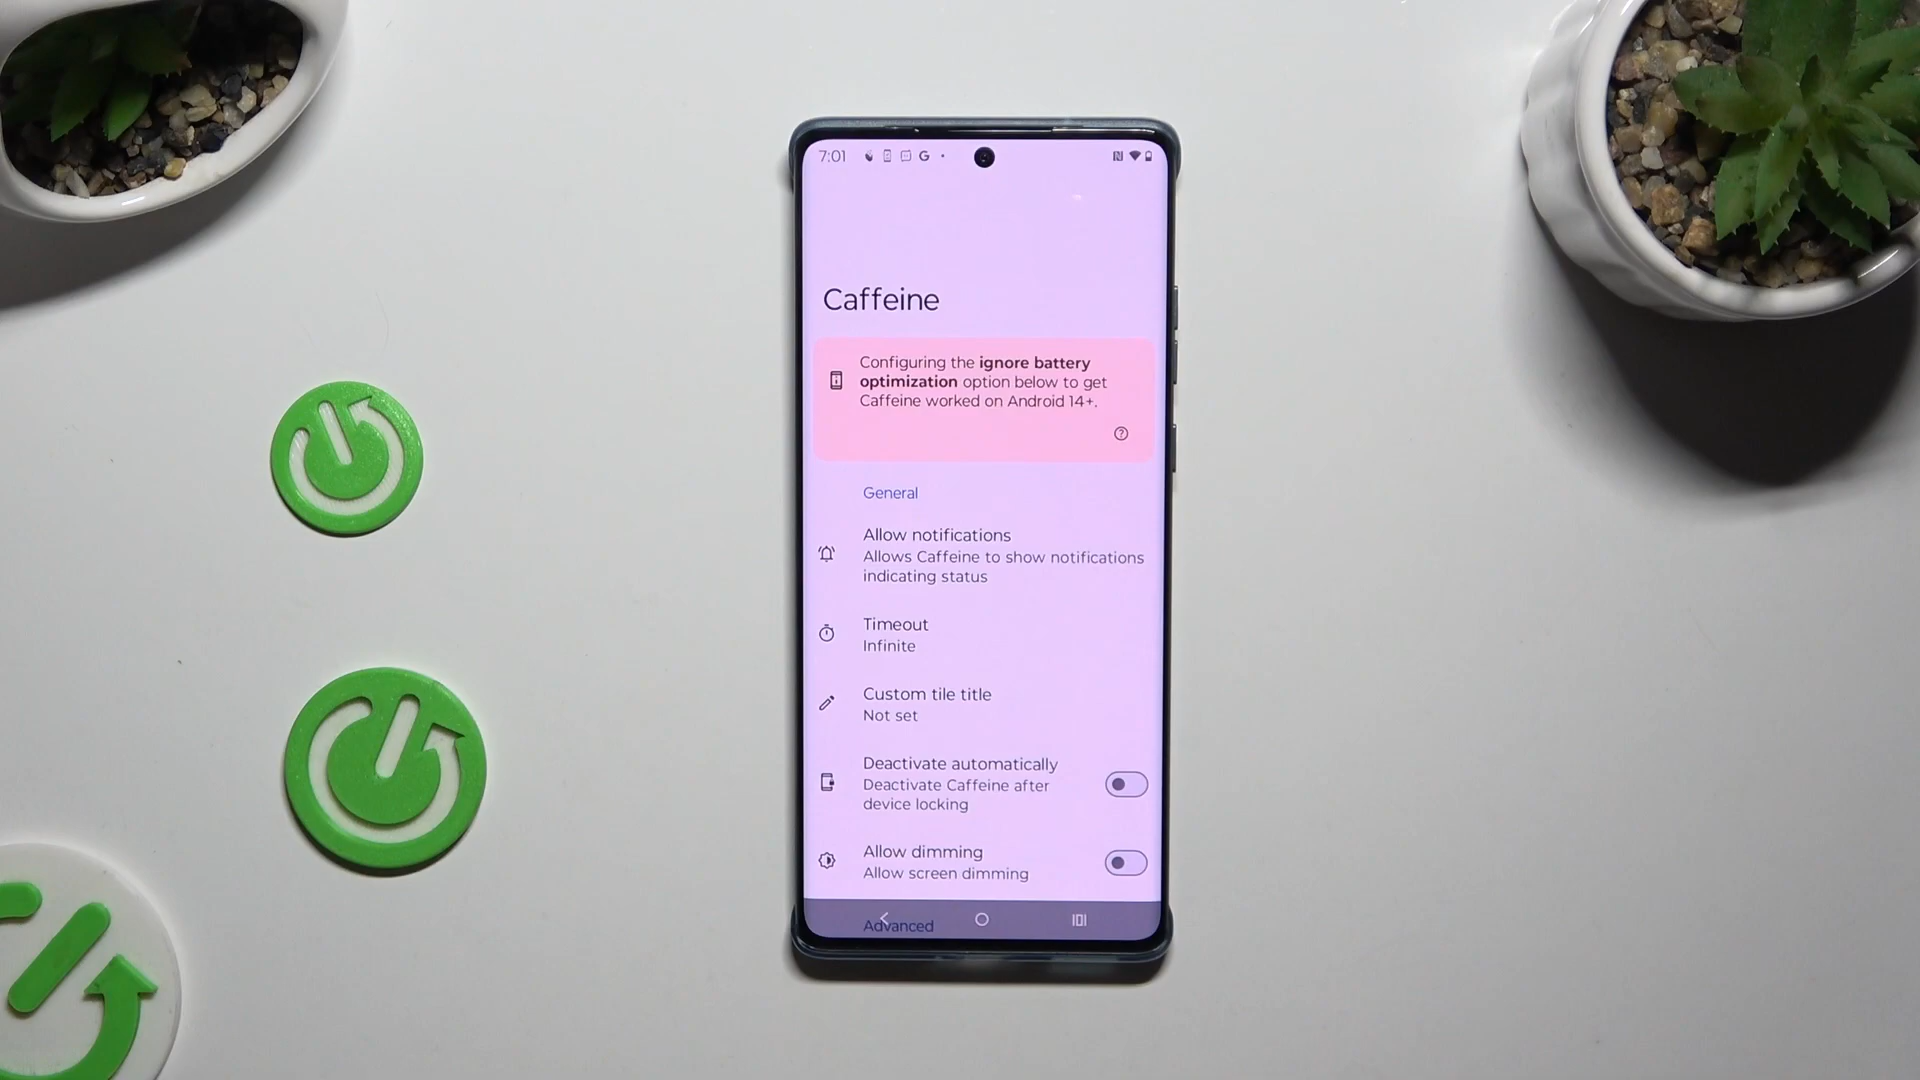 7:01
Caffeine
Configuring the ignore battery
optimization option below to get
Caffeine worked on Android 14+.
General
Allow notifications
Allows Caffeine to show notifications
indicating status
Timeout
Infinite
Custom tile title
Not set
Deactivate automatically
Deactivate Caffeine after
device locking
Allow dimming
Allow screen dimming
Advanced